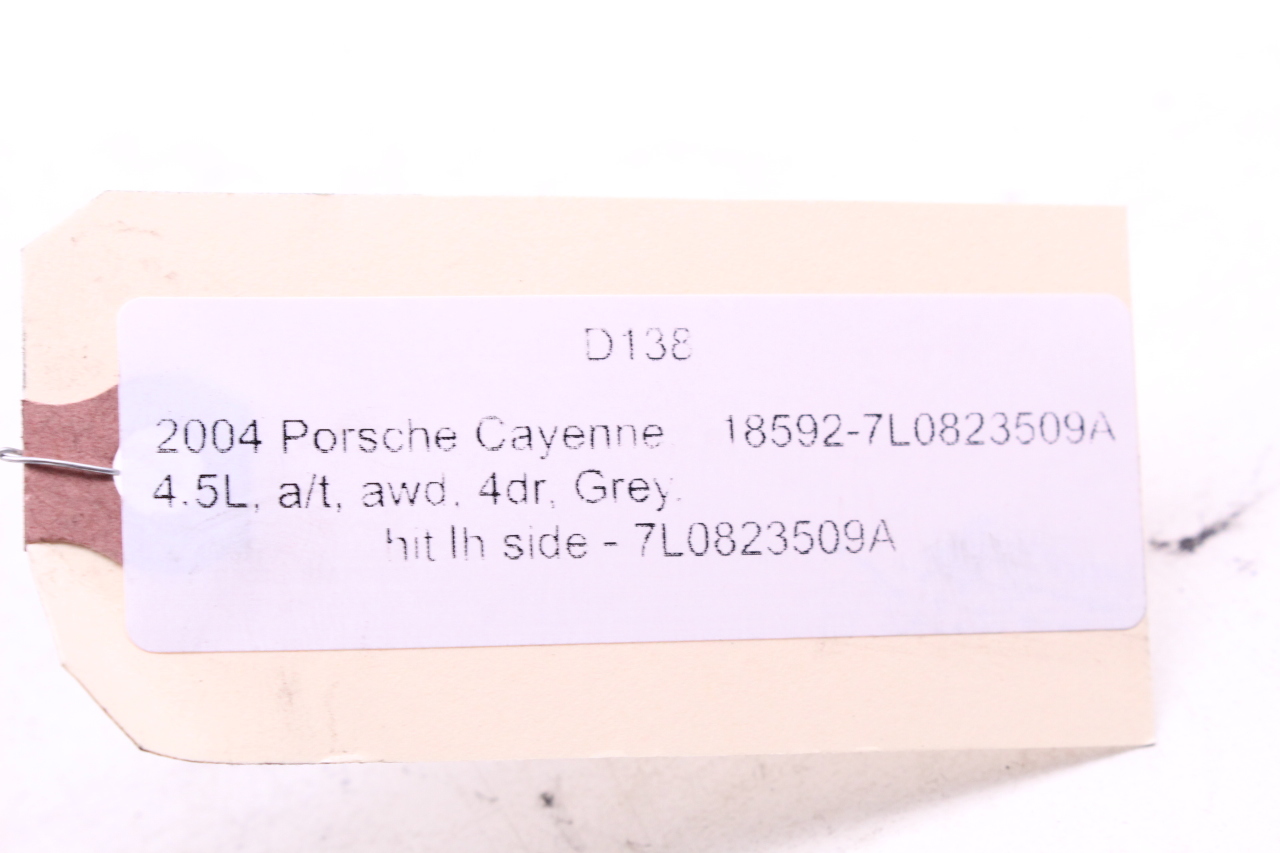 D138
2004 Porsche Cayenne 18592-7L0823509A
4.5L, a/t, awd, 4dr, Grey.
hit lh side - 7L0823509A